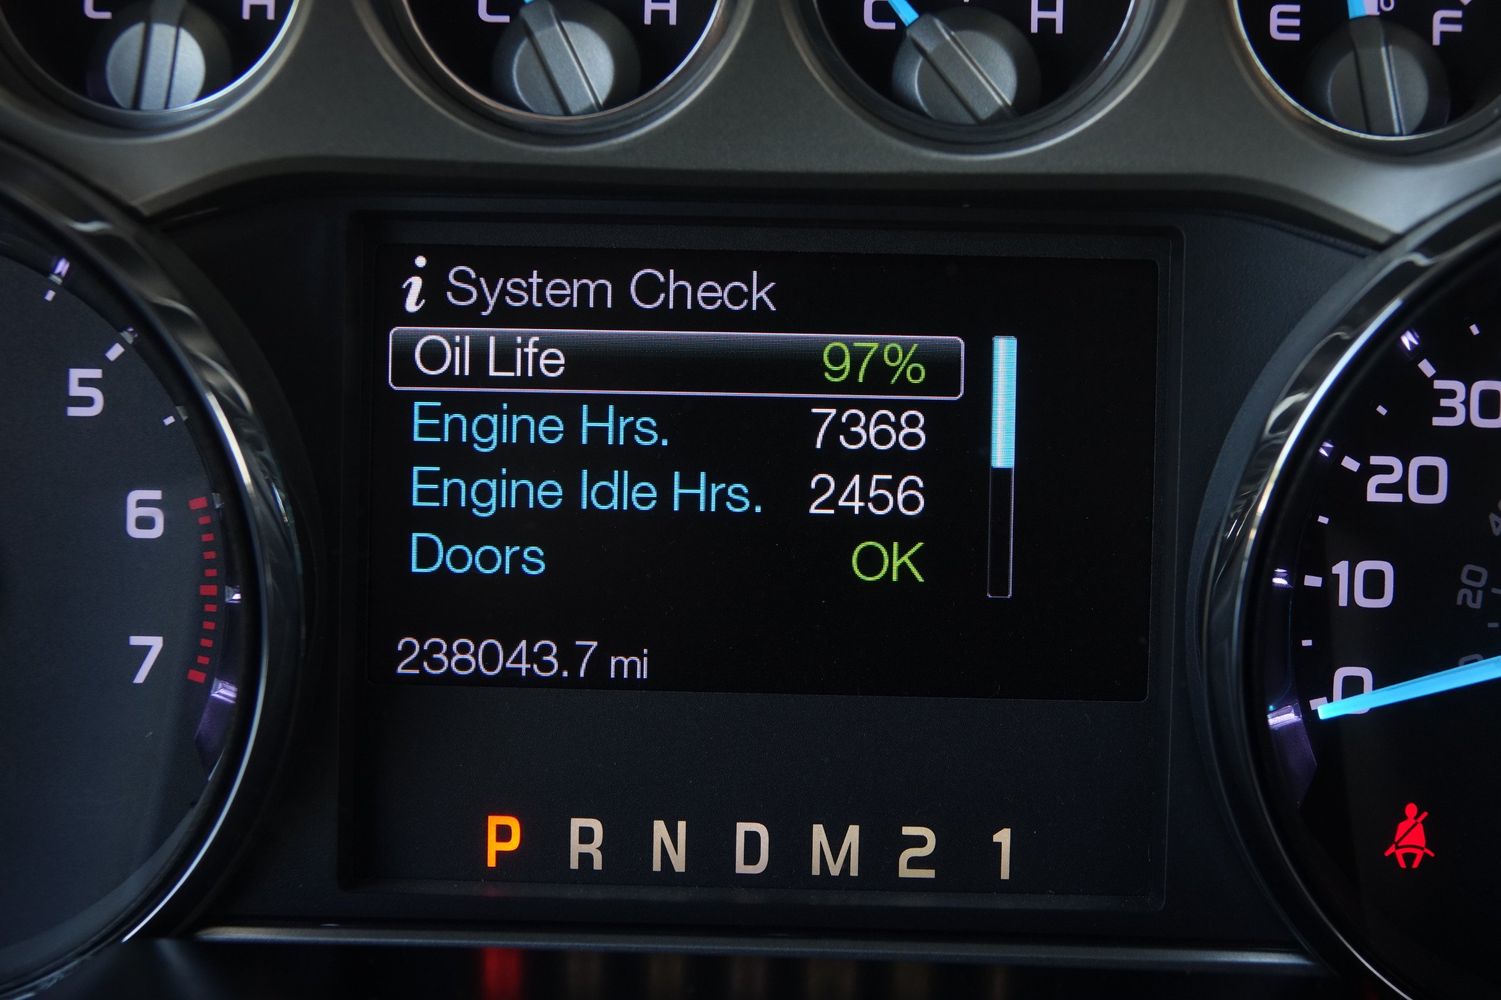 C H
C H
C H
E F
i System Check
Oil Life 97%
Engine Hrs. 7368
Engine Idle Hrs. 2456
Doors OK
238043.7 mi
P R N D M 2 1
5
6
7
30
20
10
0
20